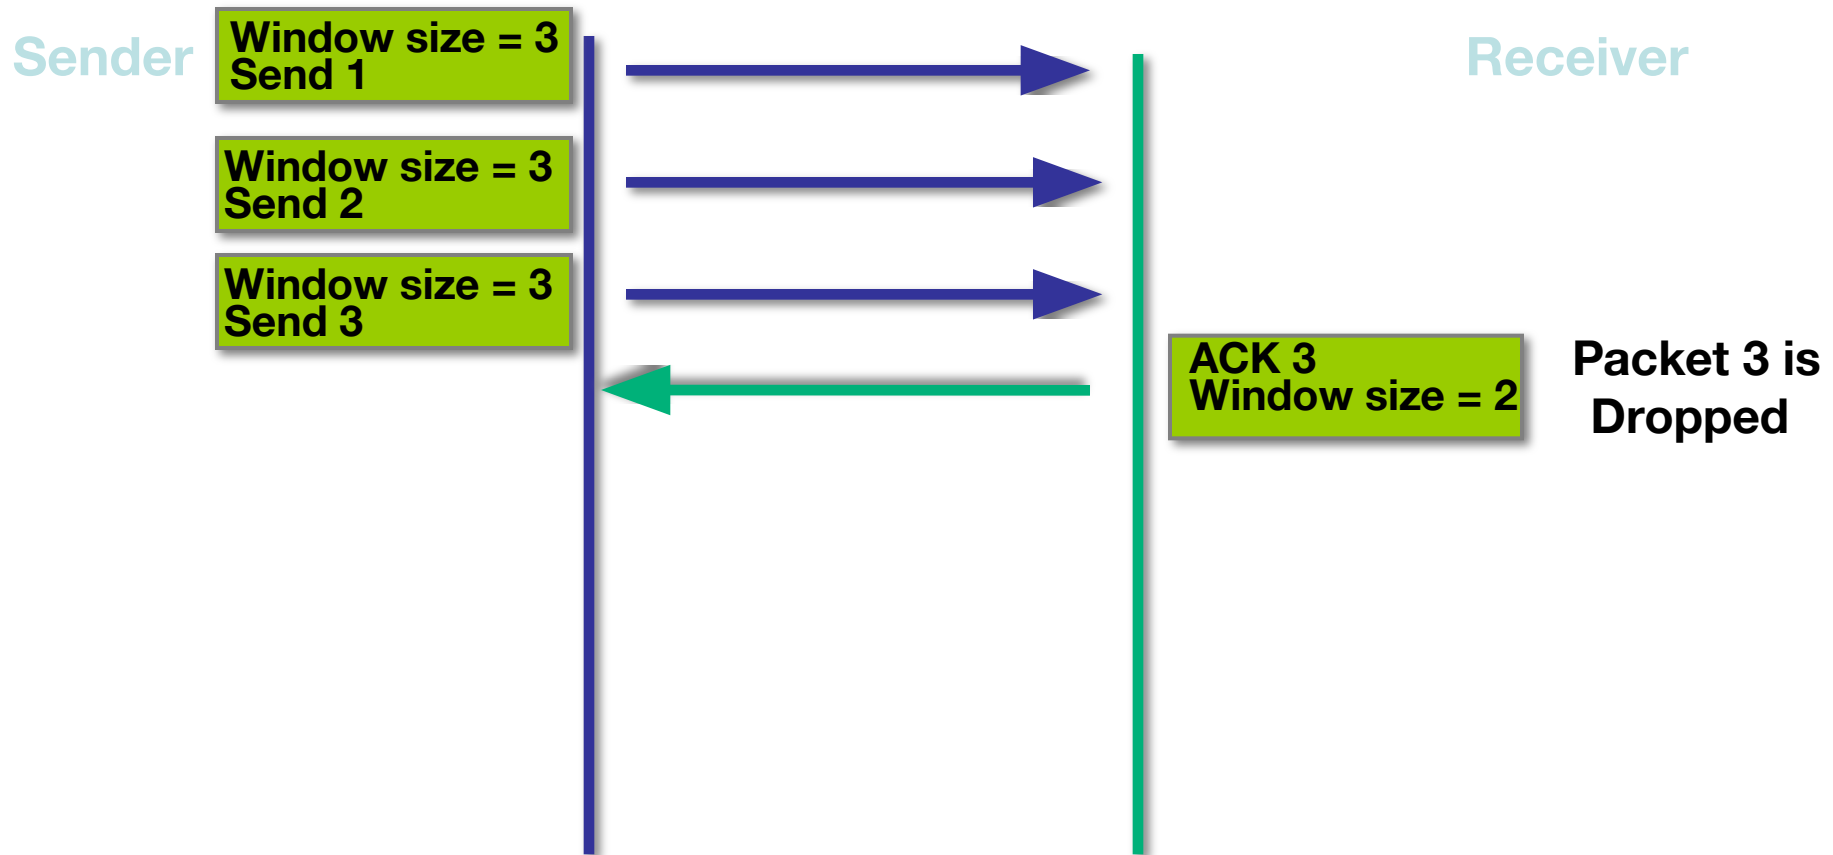 Sender
Window size = 3
Send 1
Receiver
Window size = 3
Send 2
Window size = 3
Send 3
ACK 3
Window size = 2
Packet 3 is
Dropped